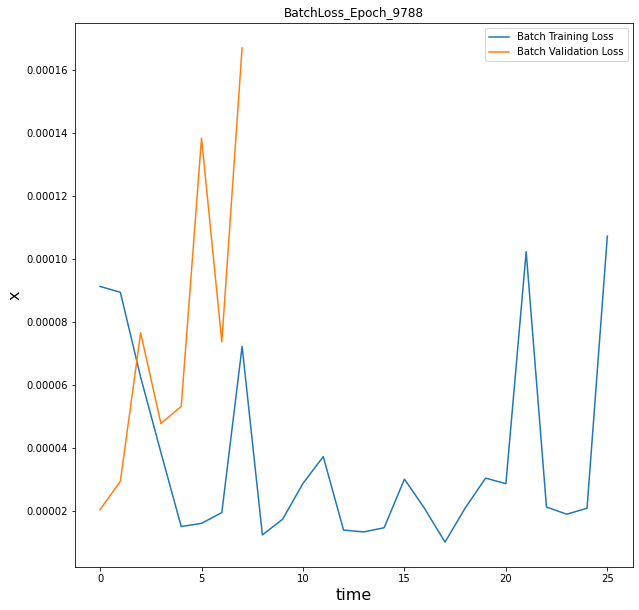 BatchLoss_Epoch_9788
Batch Training Loss
Batch Validation Loss
0.00016
0.00014
0.00012
0.00010
0.00008
0.00006
0.00004
0.00002
x
0 5 10 15 20 25
time